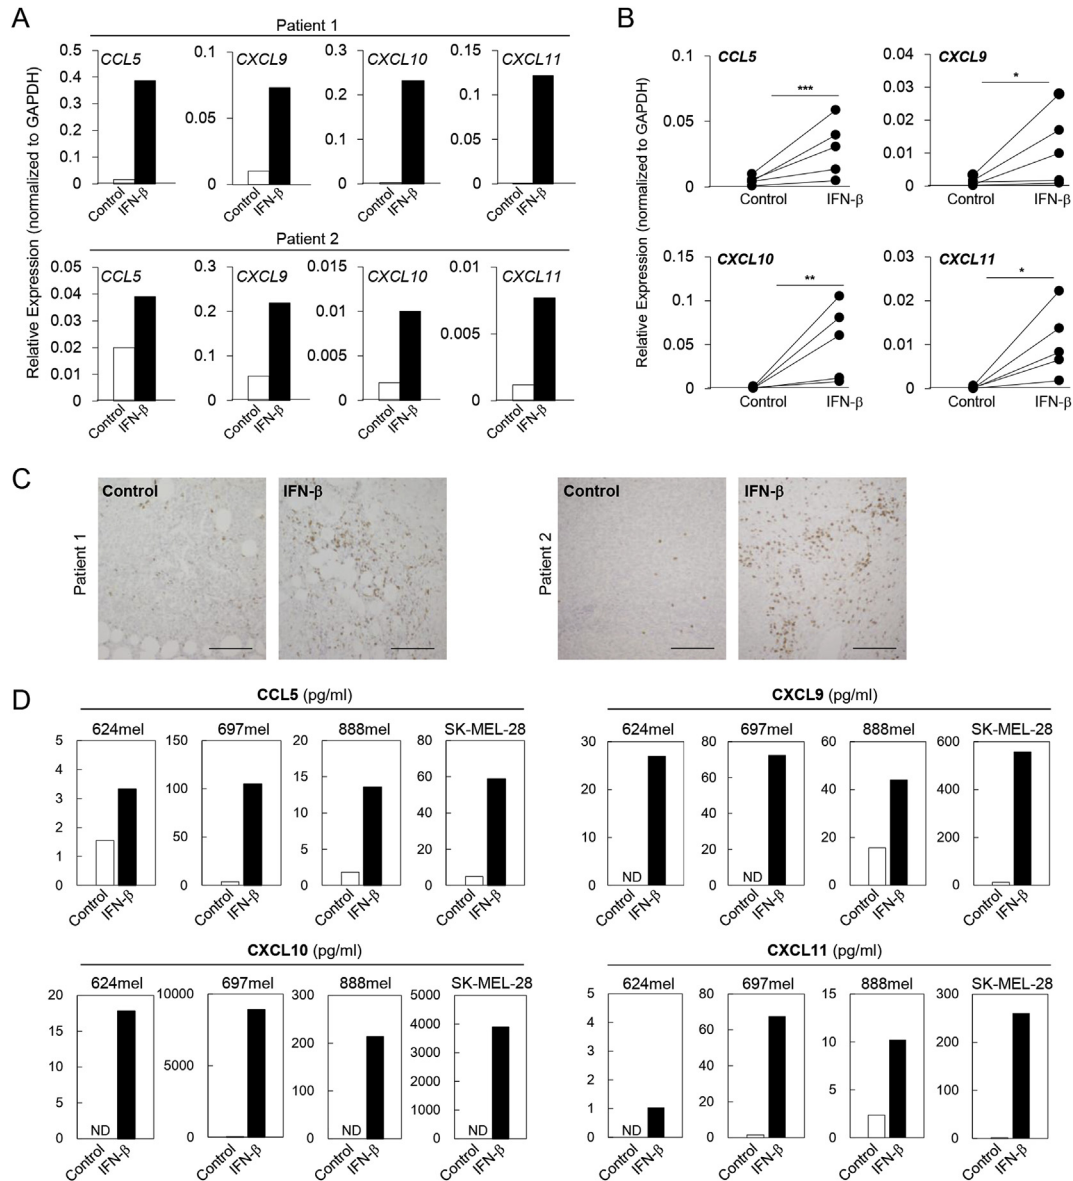 A
Patient 1
Relative Expression (normalized to GAPDH)
CCL5
0.5
0.4
0.3
0.2
0.1
0
Control
IFN-β
CXCL9
0.1
0.05
0
Control
IFN-β
CXCL10
0.3
0.2
0.1
0
Control
IFN-β
CXCL11
0.15
0.1
0.05
0
Control
IFN-β
Patient 2
CCL5
0.05
0.04
0.03
0.02
0.01
0
Control
IFN-β
CXCL9
0.3
0.2
0.1
0
Control
IFN-β
CXCL10
0.015
0.01
0.005
0
Control
IFN-β
CXCL11
0.01
0.005
0
Control
IFN-β
B
Relative Expression (normalized to GAPDH)
CCL5
0.1
0.05
0
***
Control IFN-β
CXCL9
0.04
0.03
0.02
0.01
0
*
Control IFN-β
CXCL10
0.15
0.1
0.05
0
**
Control IFN-β
CXCL11
0.03
0.02
0.01
0
*
Control IFN-β
C
Patient 1
Control
IFN-β
Patient 2
Control
IFN-β
D
CCL5 (pg/ml)
624mel
5
4
3
2
1
0
Control
IFN-β
697mel
150
100
50
0
Control
IFN-β
888mel
20
15
10
5
0
Control
IFN-β
SK-MEL-28
80
60
40
20
0
Control
IFN-β
CXCL9 (pg/ml)
624mel
30
20
10
0
ND
Control
IFN-β
697mel
80
60
40
20
0
ND
Control
IFN-β
888mel
60
40
20
0
Control
IFN-β
SK-MEL-28
600
400
200
0
Control
IFN-β
CXCL10 (pg/ml)
624mel
20
15
10
5
0
ND
Control
IFN-β
697mel
10000
5000
0
Control
IFN-β
888mel
300
200
100
0
ND
Control
IFN-β
SK-MEL-28
5000
4000
3000
2000
1000
0
ND
Control
IFN-β
CXCL11 (pg/ml)
624mel
5
4
3
2
1
0
ND
Control
IFN-β
697mel
80
60
40
20
0
Control
IFN-β
888mel
15
10
5
0
Control
IFN-β
SK-MEL-28
300
200
100
0
Control
IFN-β